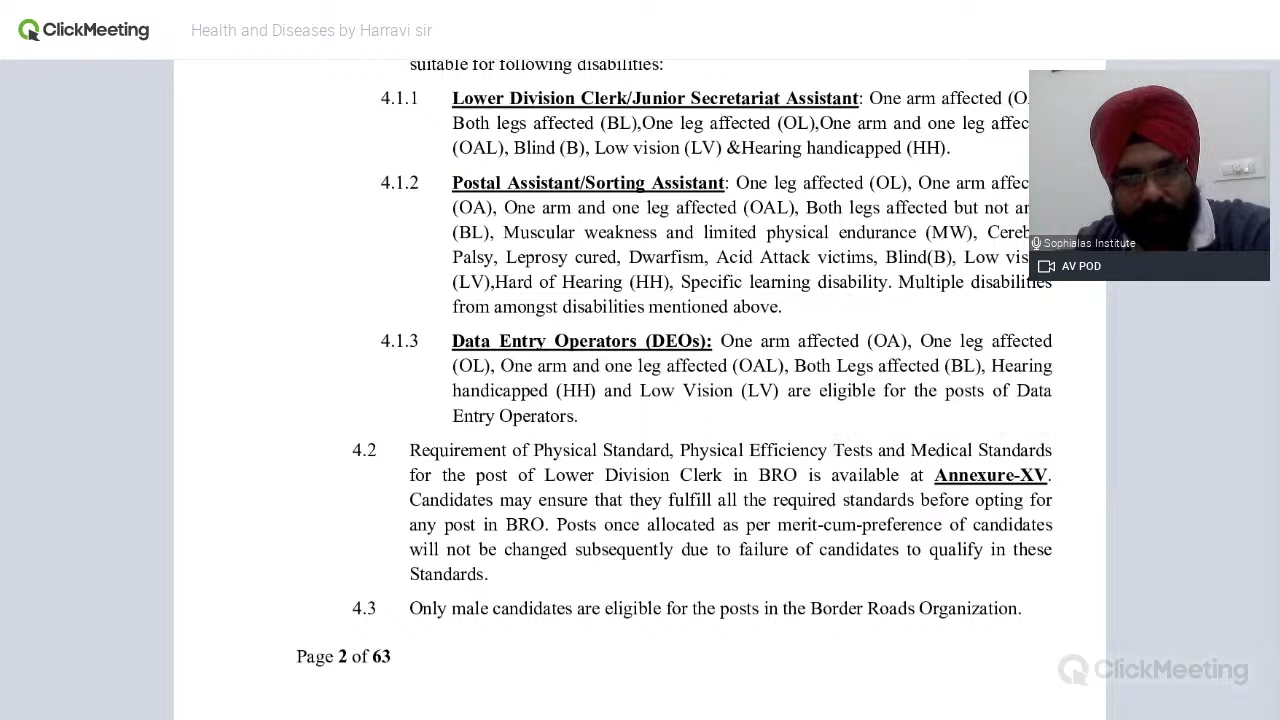 ClickMeeting
Health and Diseases by Harravi sir
suitable for following disabilities:
4.1.1 Lower Division Clerk/Junior Secretariat Assistant: One arm affected
Both legs affected (BL),One leg affected (OL),One arm and one leg
(OAL), Blind (B), Low vision (LV) &Hearing handicapped (HH).
4.1.2 Postal Assistant/Sorting Assistant: One leg affected (OL), One arm
(OA), One arm and one leg affected (OAL), Both legs affected but not
(BL), Muscular weakness and limited physical endurance (MW),
Palsy, Leprosy cured, Dwarfism, Acid Attack victims, Blind(B), Low
(LV),Hard of Hearing (HH), Specific learning disability. Multiple disabilities
from amongst disabilities mentioned above.
4.1.3 Data Entry Operators (DEOs): One arm affected (OA), One leg affected
(OL), One arm and one leg affected (OAL), Both Legs affected (BL), Hearing
handicapped (HH) and Low Vision (LV) are eligible for the posts of Data
Entry Operators.
4.2 Requirement of Physical Standard, Physical Efficiency Tests and Medical Standards
for the post of Lower Division Clerk in BRO is available at Annexure-XV.
Candidates may ensure that they fulfill all the required standards before opting for
any post in BRO. Posts once allocated as per merit-cum-preference of candidates
will not be changed subsequently due to failure of candidates to qualify in these
Standards.
4.3 Only male candidates are eligible for the posts in the Border Roads Organization.
Page 2 of 63
Sophialas Institute
AV POD
ClickMeeting